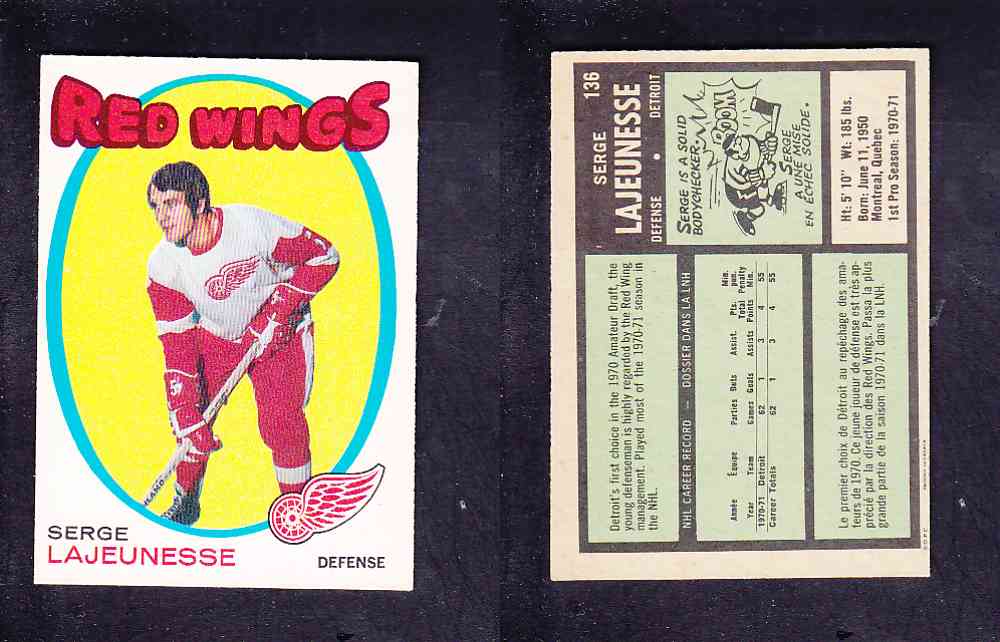 RED WINGS
SERGE
LAJEUNESSE
DEFENSE
136
SERGE
LAJEUNESSE
DEFENSE • DETROIT
SERGE IS A SOLID
BODYCHECKER.
BOOM
SERGE
A UNE MISE
EN ÉCHEC SOLIDE.
Ht: 5' 10" Wt: 185 lbs.
Born: June 11, 1950
Montreal, Quebec
1st Pro Season: 1970-71
Detroit's first choice in the 1970 Amateur Draft, the
young defenseman is highly regarded by the Red Wing
management. Played most of the 1970-71 season in
the NHL.
NHL CAREER RECORD — DOSSIER DANS LA LNH
Année Équipe Parties Buts Assist. Pts. Min. pun.
Year Team Games Goals Assists Total Points Penalty Min.
1970-71 Detroit 62 1 3 4 55
Career Totals 62 1 3 4 55
Le premier choix de Détroit au repêchage des ama-
teurs de 1970. Ce jeune joueur de défense est très ap-
précié par la direction des Red Wings. Passa la plus
grande partie de la saison 1970-71 dans la LNH.